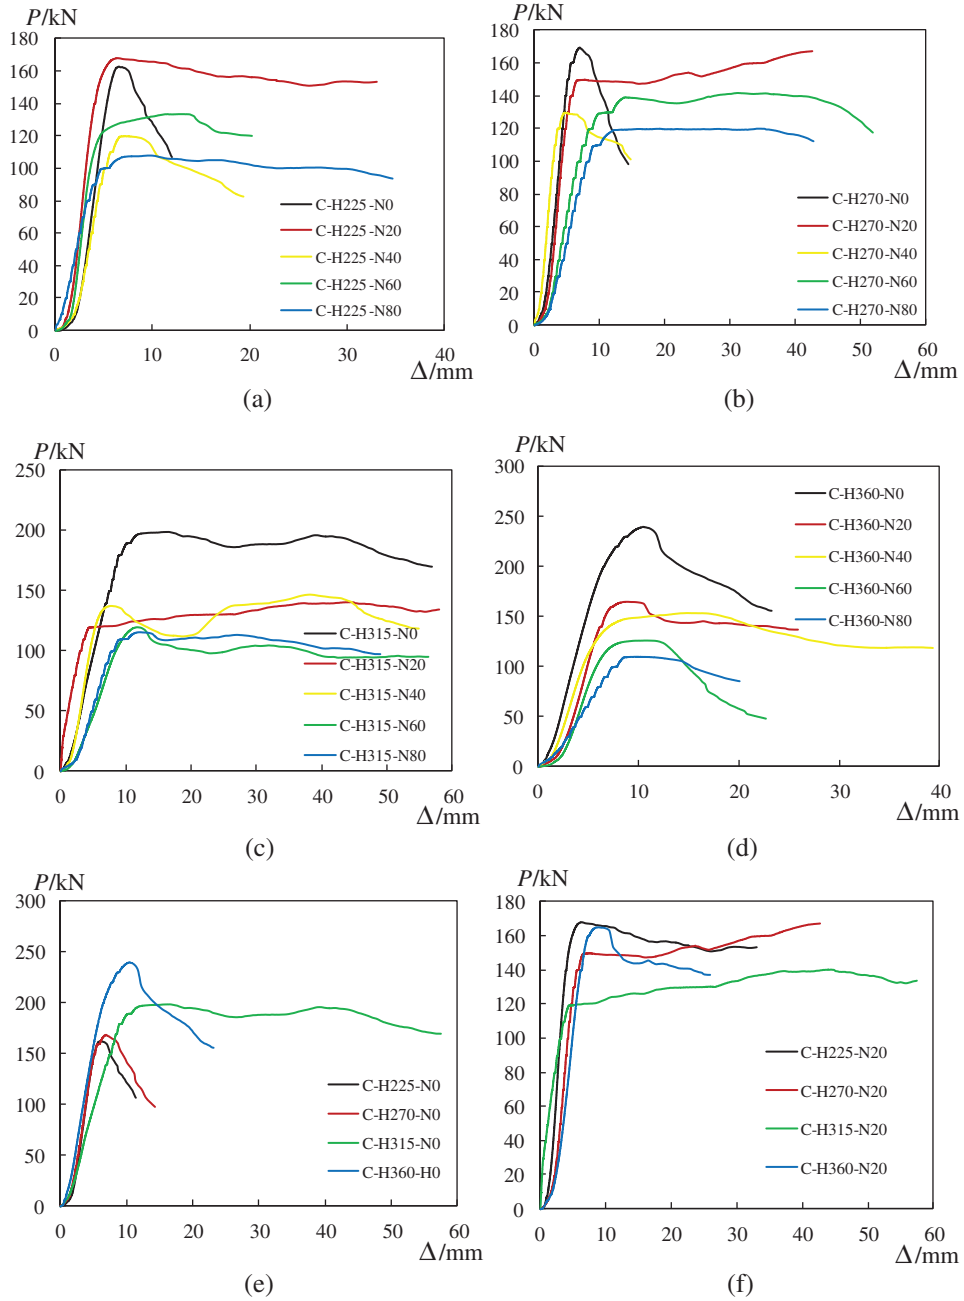 P/kN
180
160
140
120
100
80
60
40
20
0
C-H225-N0
C-H225-N20
C-H225-N40
C-H225-N60
C-H225-N80
0 10 20 30 40
Δ/mm
(a)
P/kN
180
160
140
120
100
80
60
40
20
0
C-H270-N0
C-H270-N20
C-H270-N40
C-H270-N60
C-H270-N80
0 10 20 30 40 50 60
Δ/mm
(b)
P/kN
250
200
150
100
50
0
C-H315-N0
C-H315-N20
C-H315-N40
C-H315-N60
C-H315-N80
0 10 20 30 40 50 60
Δ/mm
(c)
P/kN
300
250
200
150
100
50
0
C-H360-N0
C-H360-N20
C-H360-N40
C-H360-N60
C-H360-N80
0 10 20 30 40
Δ/mm
(d)
P/kN
300
250
200
150
100
50
0
C-H225-N0
C-H270-N0
C-H315-N0
C-H360-H0
0 10 20 30 40 50 60
Δ/mm
(e)
P/kN
180
160
140
120
100
80
60
40
20
0
C-H225-N20
C-H270-N20
C-H315-N20
C-H360-N20
0 10 20 30 40 50 60
Δ/mm
(f)